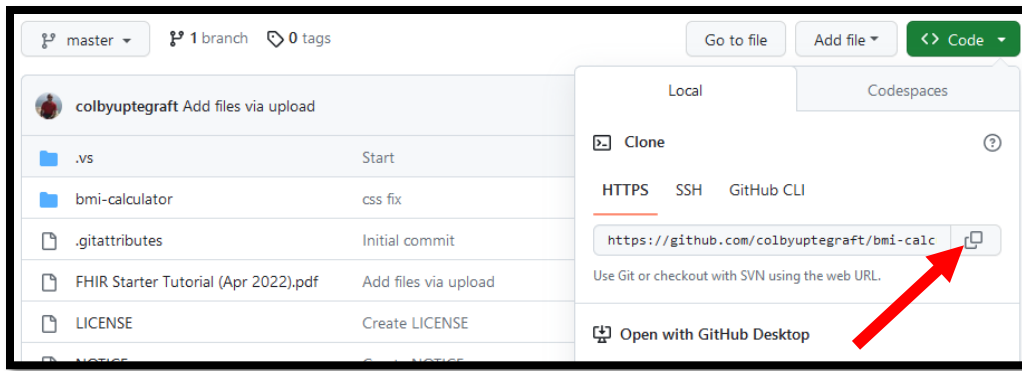 master
1 branch
0 tags
Go to file
Add file
<> Code
colbyuptegraft Add files via upload
.vs Start
bmi-calculator css fix
.gitattributes Initial commit
FHIR Starter Tutorial (Apr 2022).pdf Add files via upload
LICENSE Create LICENSE
NOTICE Create NOTICE
Local
Codespaces
Clone
HTTPS SSH GitHub CLI
https://github.com/colbyuptegraft/bmi-calc
Use Git or checkout with SVN using the web URL.
Open with GitHub Desktop